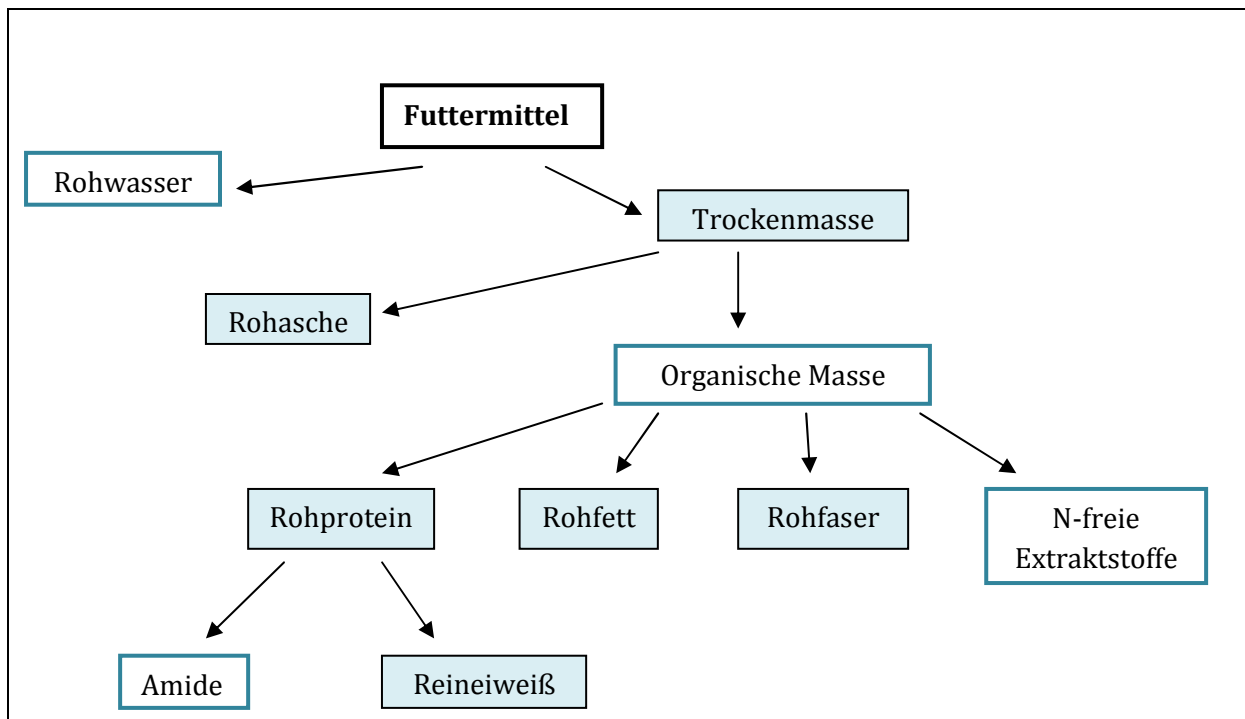 Futtermittel
Rohwasser
Trockenmasse
Rohasche
Organische Masse
Rohprotein
Rohfett
Rohfaser
N-freie
Extraktstoffe
Amide
Reineiweiß